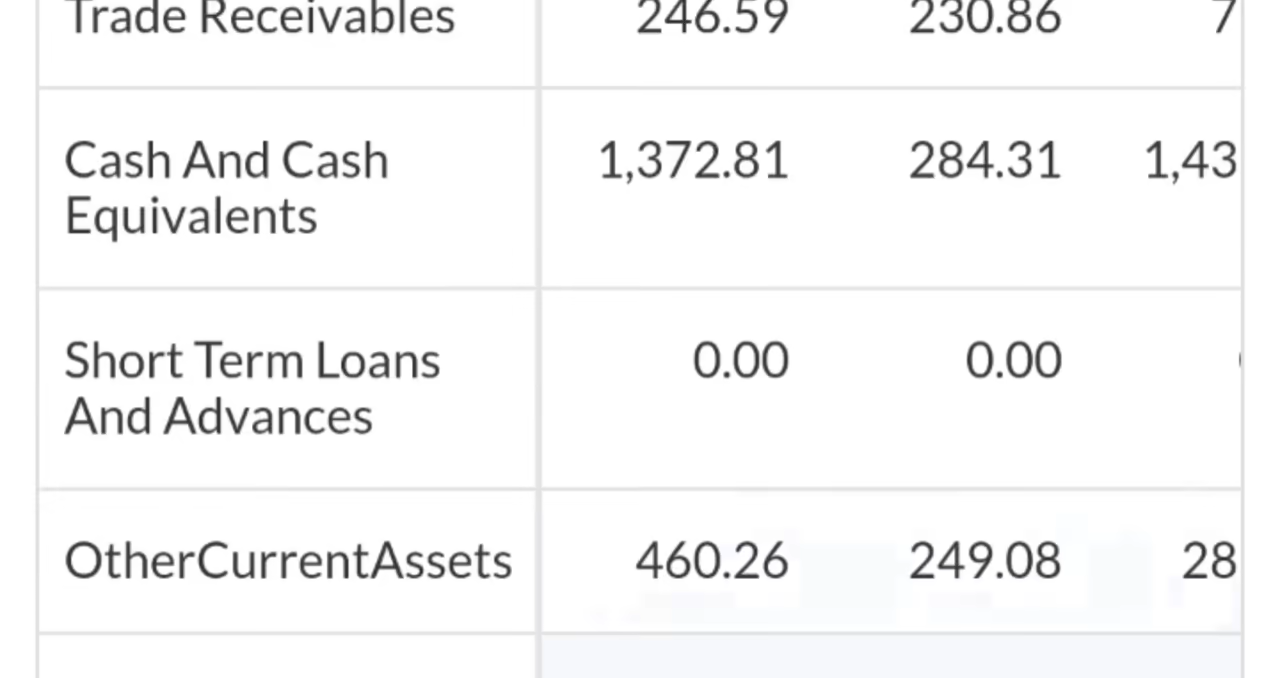 Trade Receivables 246.59 230.86 7
Cash And Cash 1,372.81 284.31 1,43
Equivalents
Short Term Loans 0.00 0.00
And Advances
OtherCurrentAssets 460.26 249.08 28